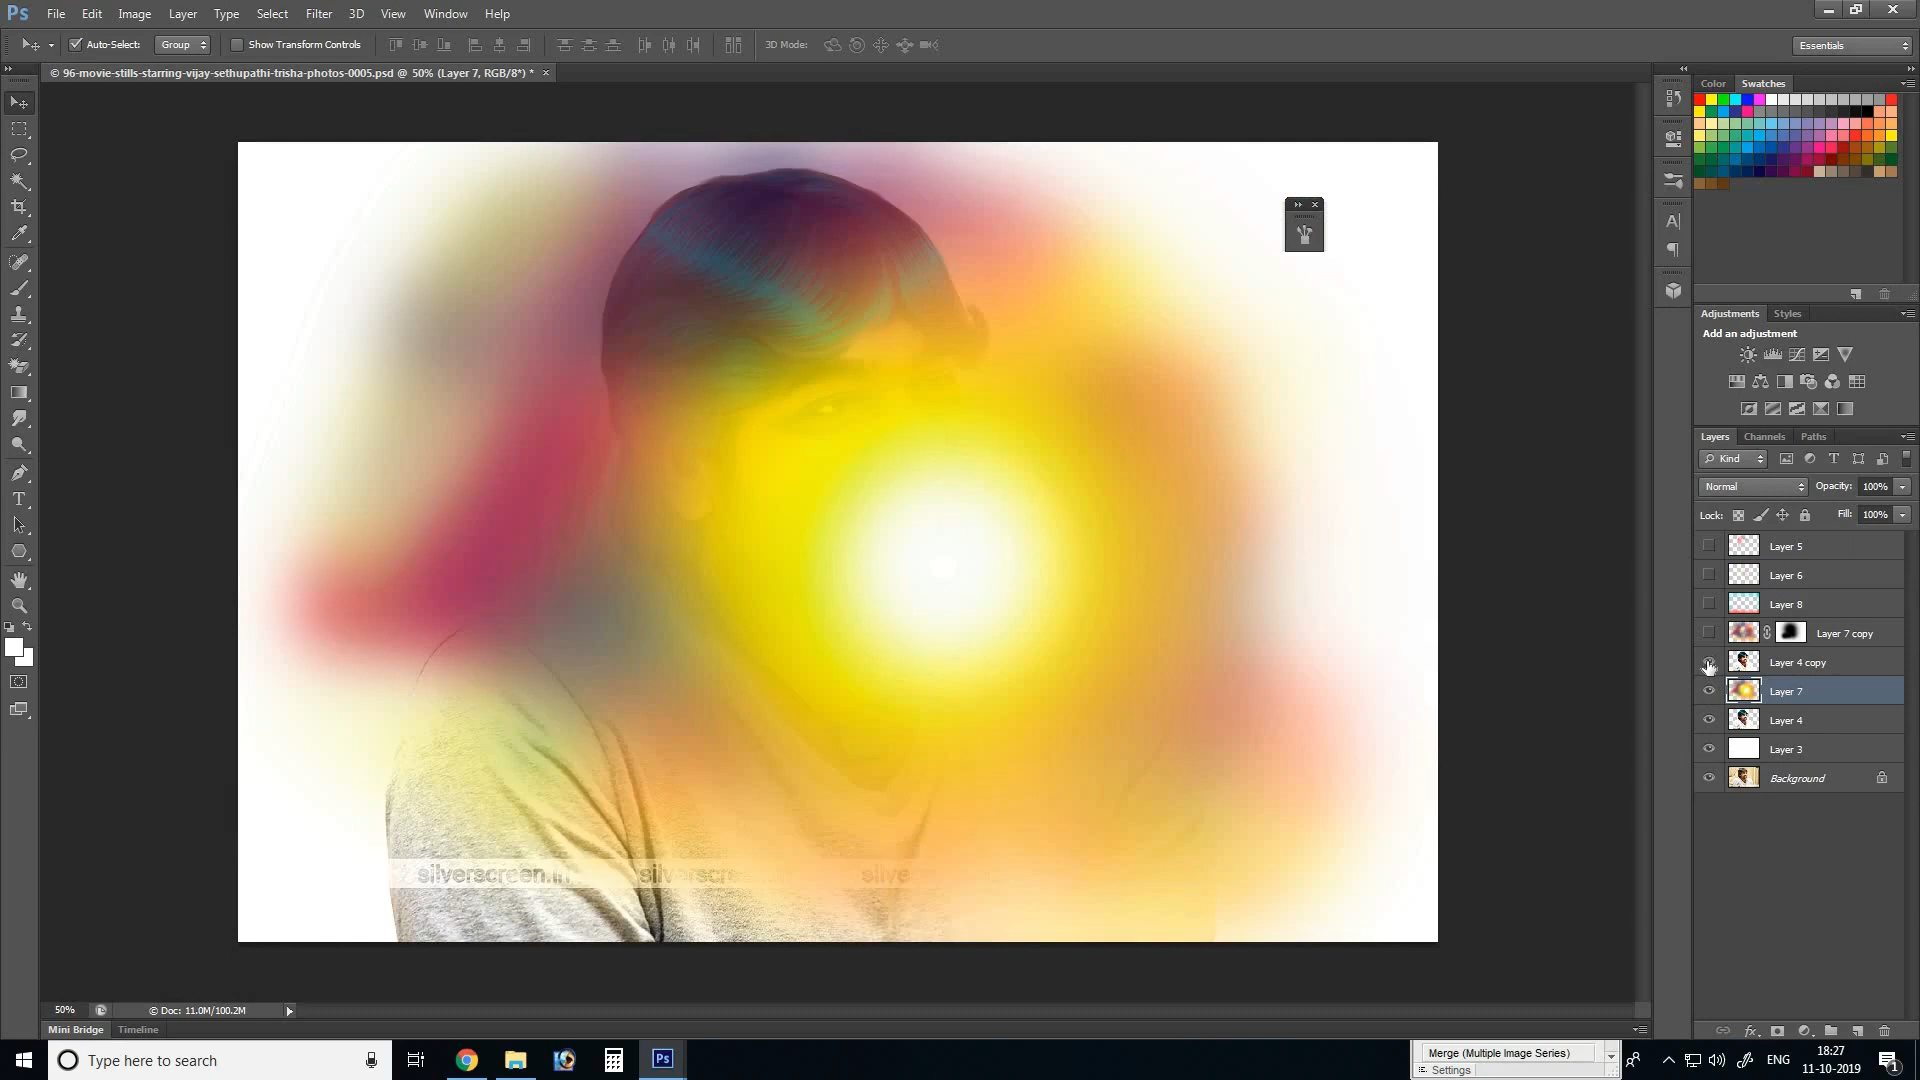 Ps File Edit Image Layer Type Select Filter 3D View Window Help
Auto-Select: Group Show Transform Controls 3D Mode: Essentials
© 96-movie-stills-starring-vijay-sethupathi-trisha-photos-0005.psd @ 50% (Layer 7, RGB/8*) *
Color Swatches
Adjustments Styles
Add an adjustment
Layers Channels Paths
Kind
Normal Opacity: 100%
Lock: Fill: 100%
Layer 5
Layer 6
Layer 8
Layer 7 copy
Layer 4 copy
Layer 7
Layer 4
Layer 3
Background
silverscreen.in
50% © Doc: 11.0M/100.2M
Mini Bridge Timeline
Type here to search
Merge (Multiple Image Series)
Settings
ENG
18:27
11-10-2019
1